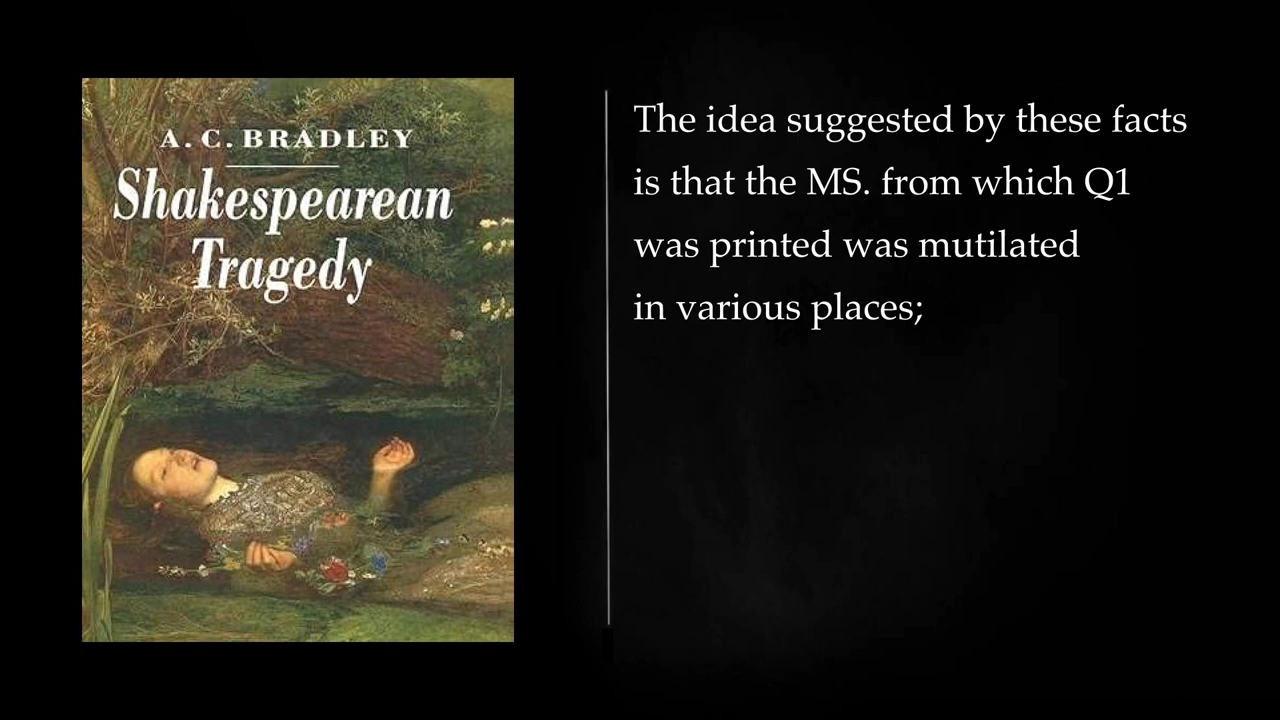 A. C. BRADLEY
Shakespearean
Tragedy
The idea suggested by these facts
is that the MS. from which Q1
was printed was mutilated
in various places;